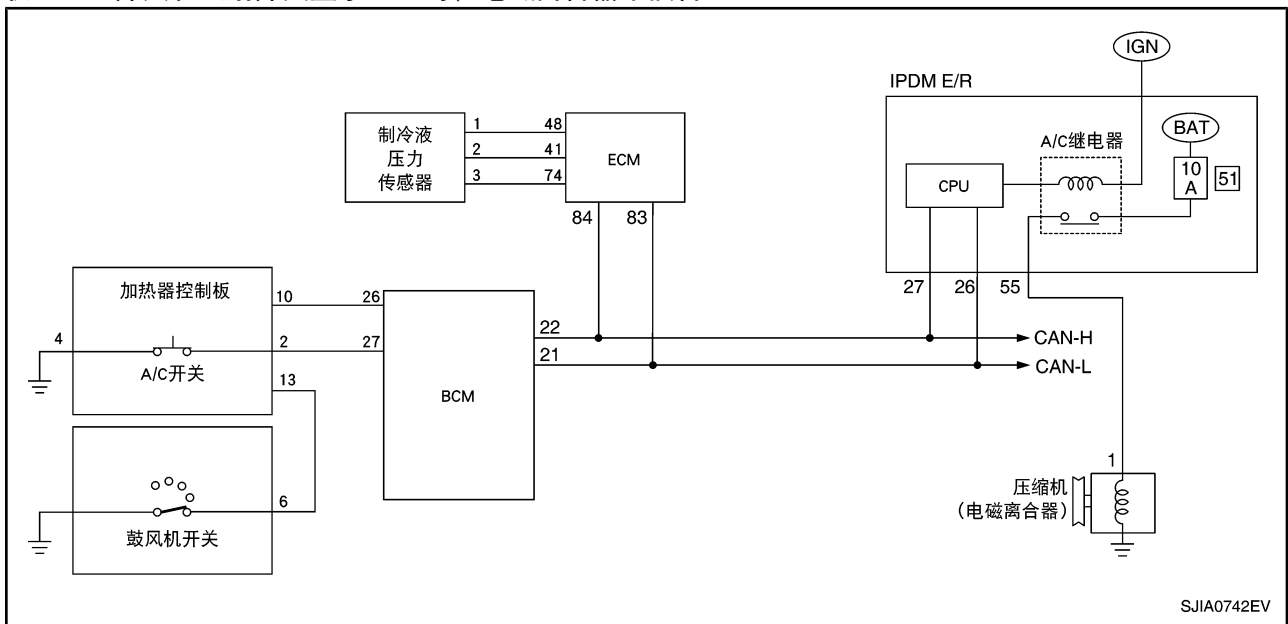 IGN
IPDM E/R
BAT
A/C继电器
10
A
51
CPU
制冷液
压力
传感器
1
2
3
48
41
74
ECM
84
83
27
26
55
加热器控制板
10
26
4
2
27
A/C开关
13
BCM
22
21
CAN-H
CAN-L
6
鼓风机开关
1
压缩机
(电磁离合器)
SJIA0742EV